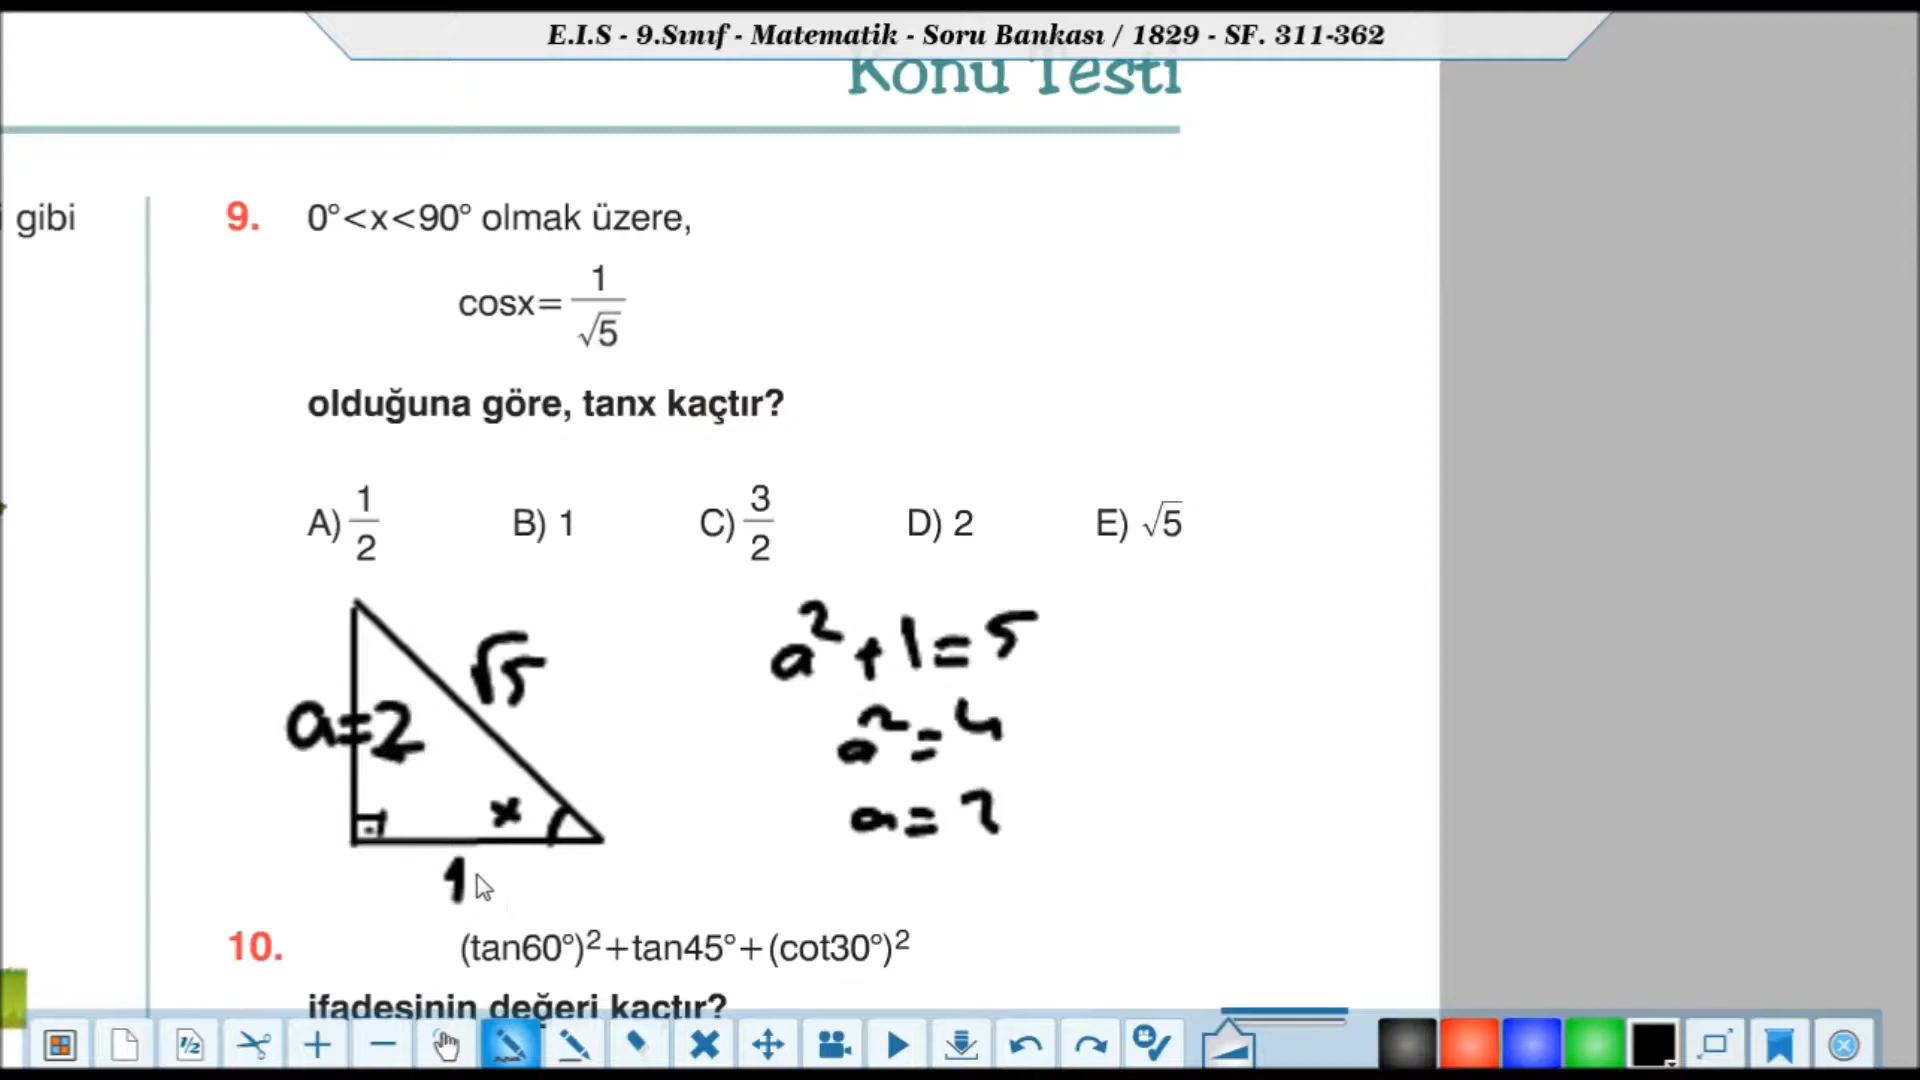 E.I.S - 9.Sınıf - Matematik - Soru Bankası / 1829 - SF. 311-362
Konu Testi
gibi
9. 0°<x<90° olmak üzere,
cosx=1/√5
olduğuna göre, tanx kaçtır?
A) 1/2 B) 1 C) 3/2 D) 2 E) √5
√5
a=2
x
1
a²+1=5
a²=4
a=2
10. (tan60°)²+tan45°+(cot30°)²
ifadesinin değeri kaçtır?
1/2